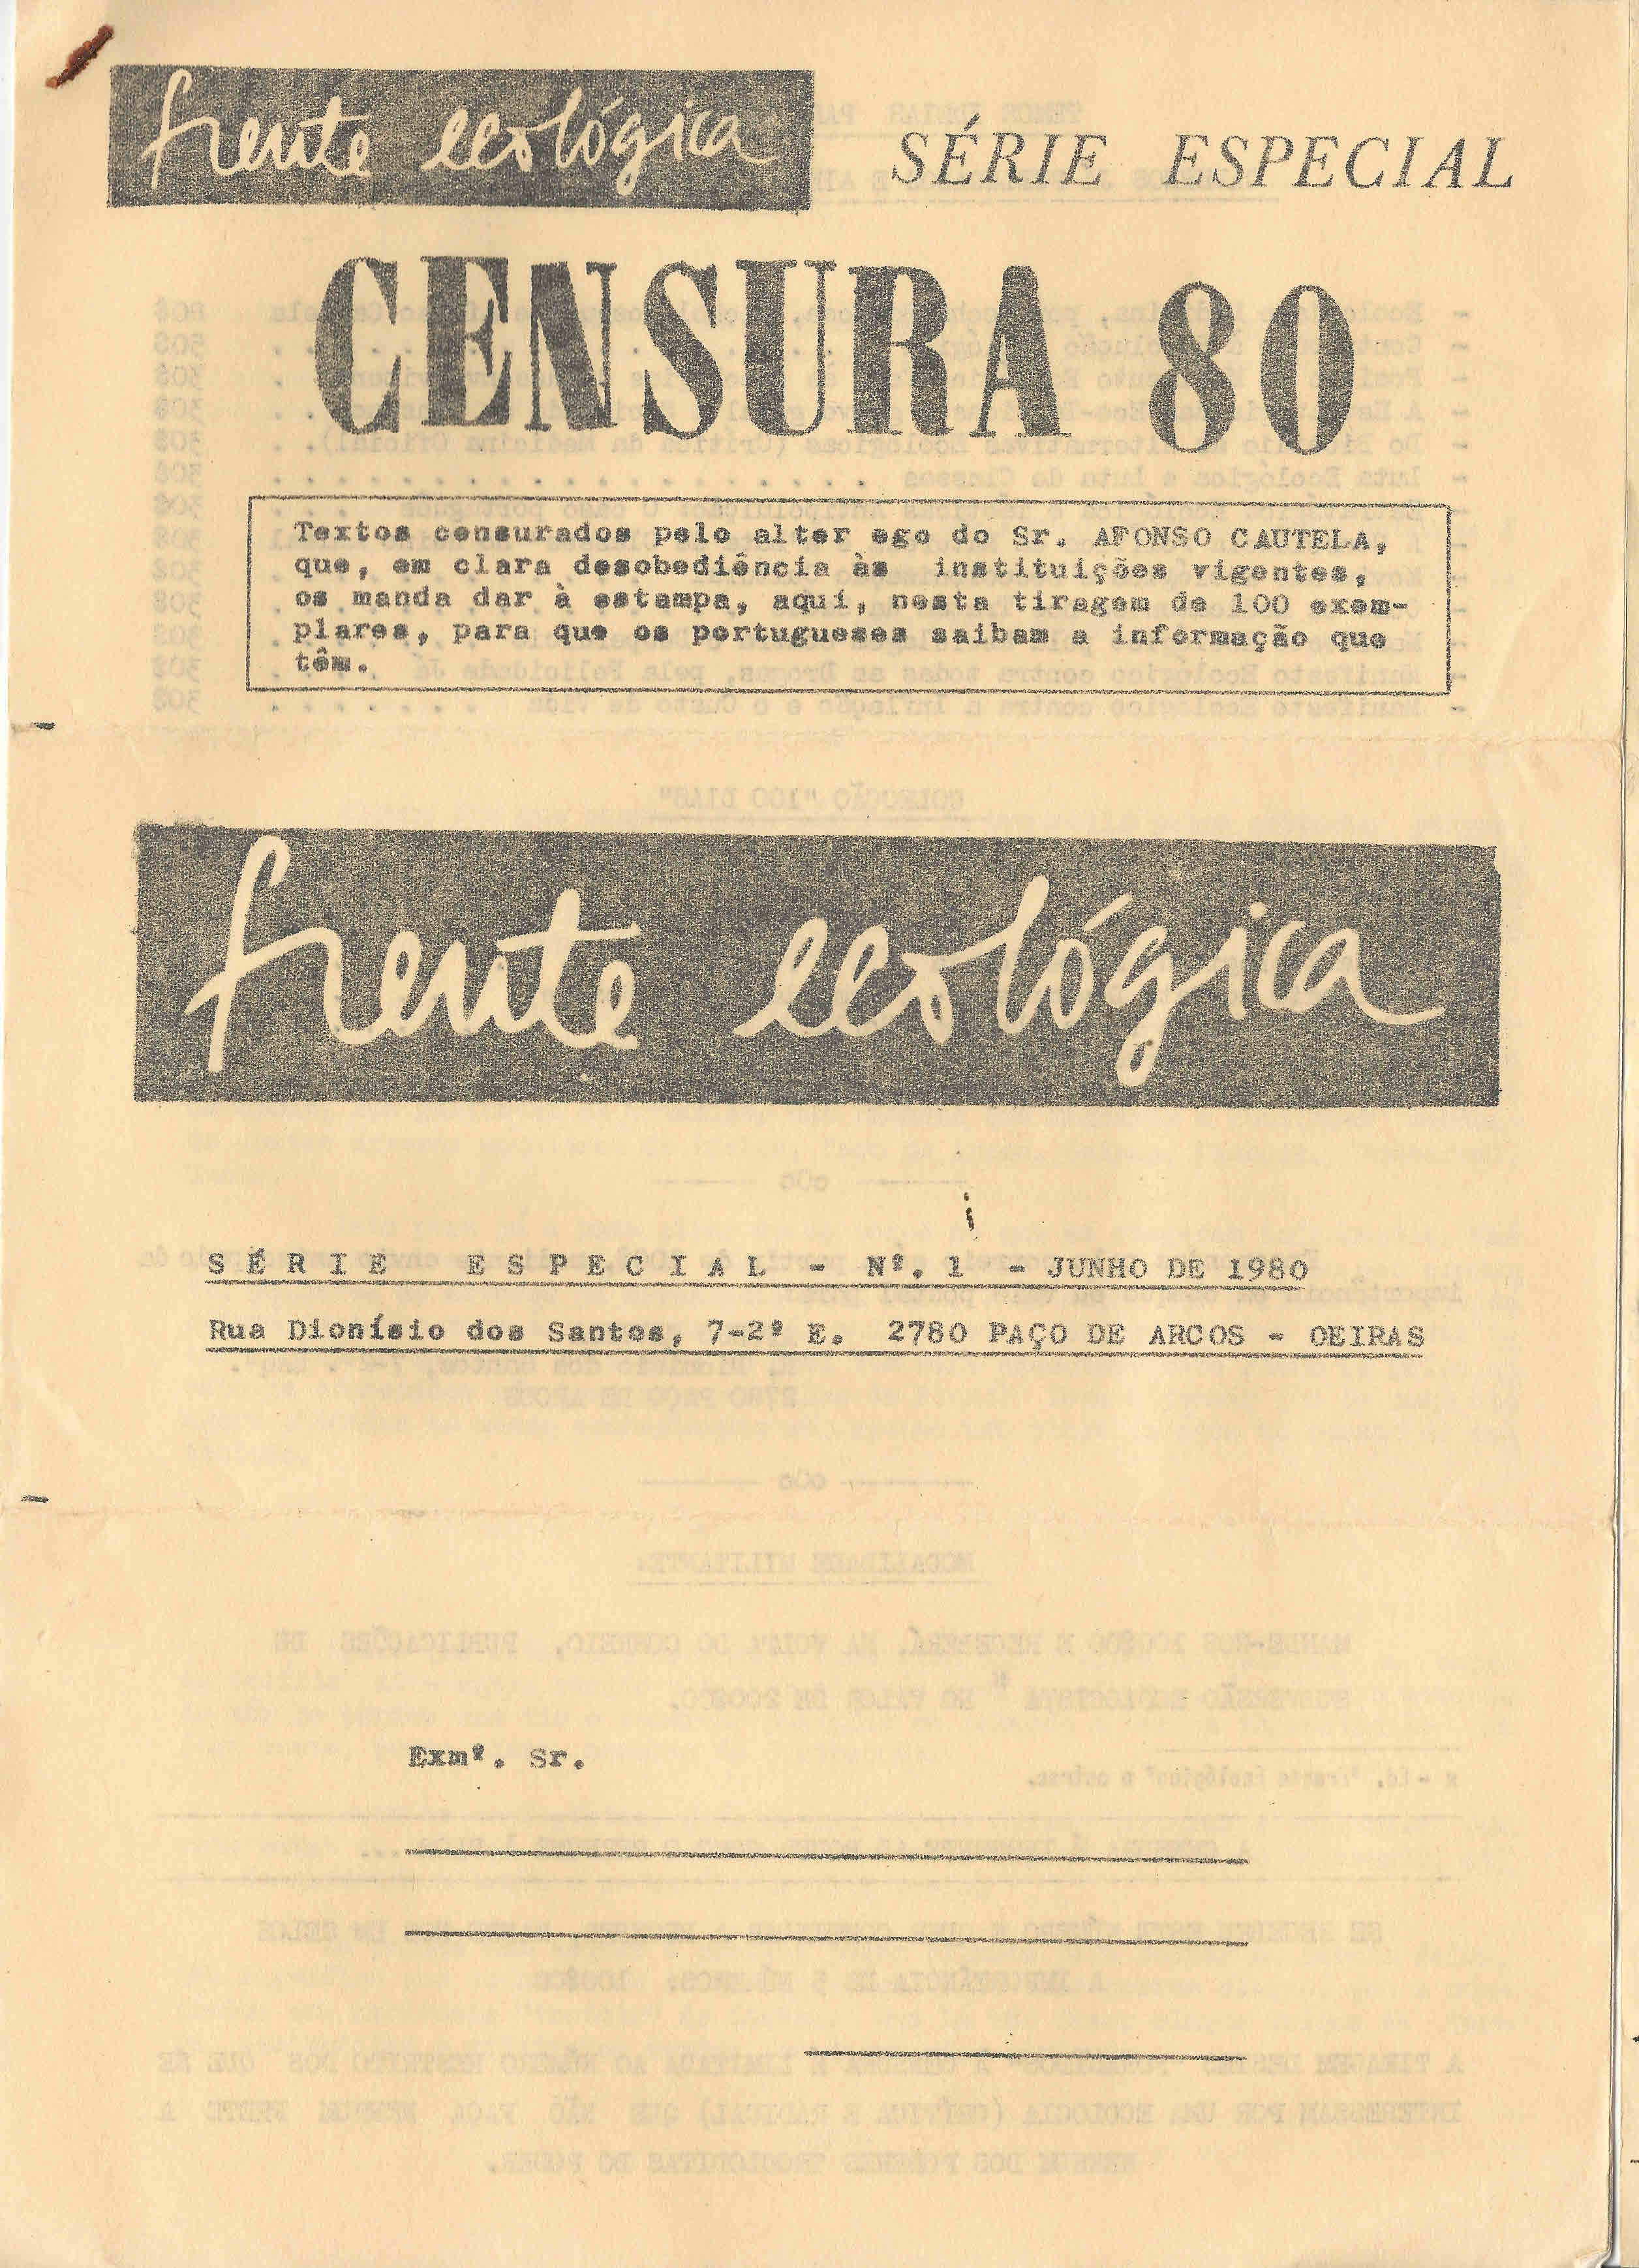 frente ecológica SÉRIE ESPECIAL
CENSURA 80
Textos censurados pelo alter ego do Sr. AFONSO CAUTELA,
que, em clara desobediência às instituições vigentes,
os manda dar à estampa, aqui, nesta tiragem de 100 exem-
plares, para que os portugueses saibam a informação que
têm.
frente ecológica
SÉRIE ESPECIAL - Nº. 1 - JUNHO DE 1980
Rua Dionísio dos Santos, 7-2º E. 2780 PAÇO DE ARCOS - OEIRAS
Exmº. Sr.